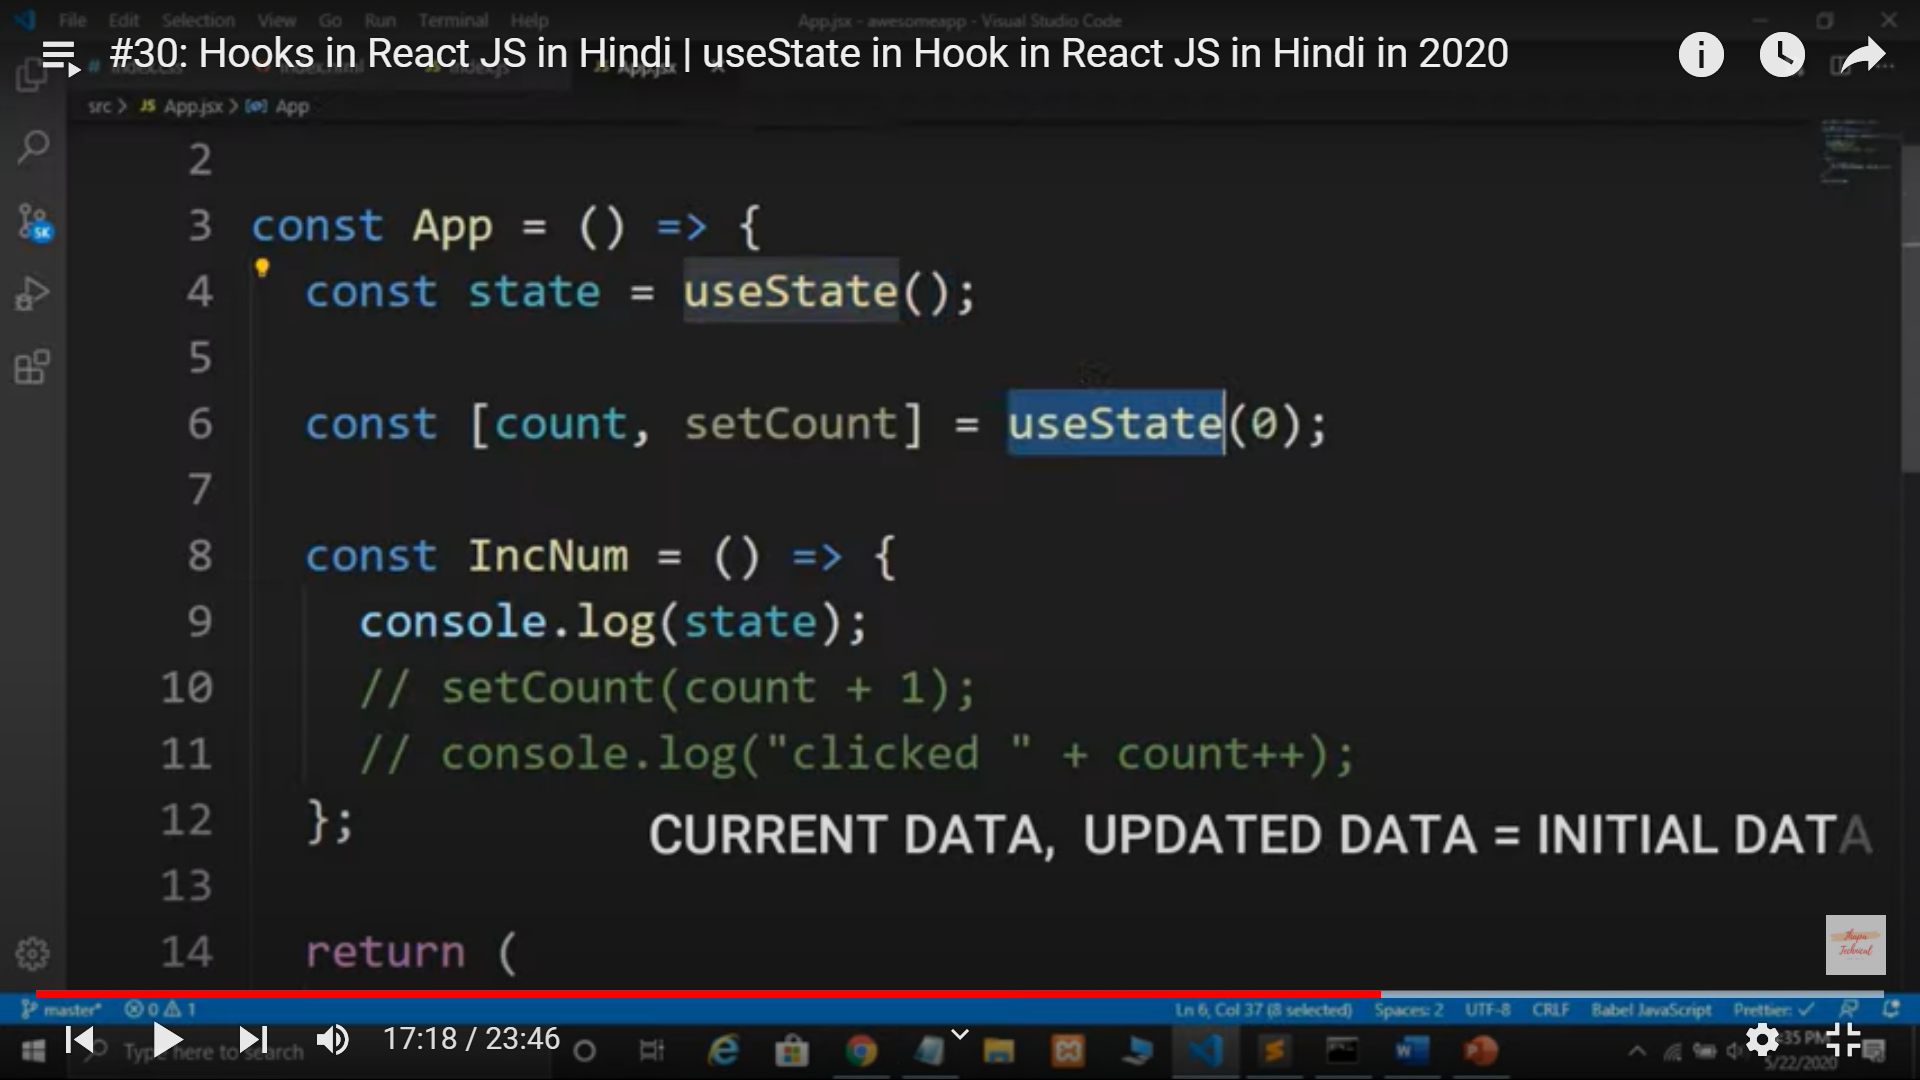 File Edit Selection View Go Run Terminal Help App.jsx - awesomeapp - Visual Studio Code
#30: Hooks in React JS in Hindi | useState in Hook in React JS in Hindi in 2020
src > JS App.jsx > App
2
3 const App = () => {
4 const state = useState();
5
6 const [count, setCount] = useState(0);
7
8 const IncNum = () => {
9 console.log(state);
10 // setCount(count + 1);
11 // console.log("clicked " + count++);
12 };
CURRENT DATA, UPDATED DATA = INITIAL DATA
13
14 return (
Thapa Technical
master* 0 1 Ln 6, Col 37 (8 selected) Spaces: 2 UTF-8 CRLF Babel JavaScript Prettier: ✓
17:18 / 23:46
Type here to search
:35 PM
5/22/2020